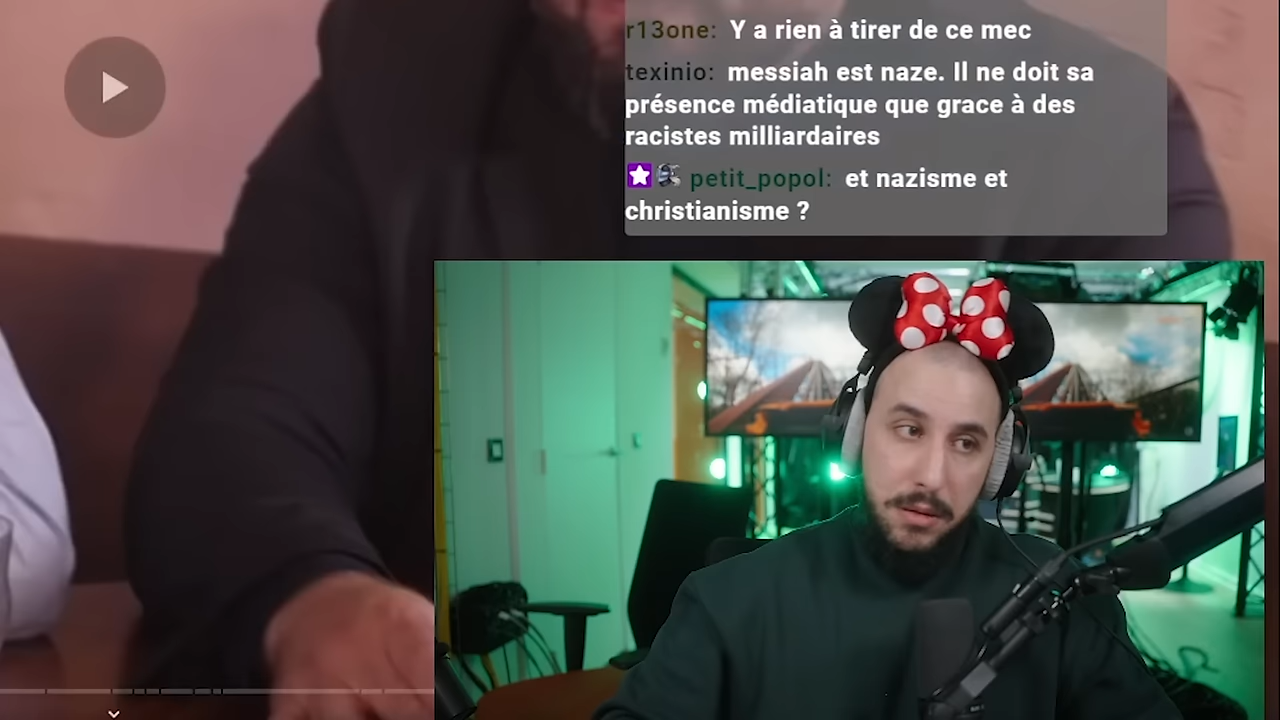 r13one: Y a rien à tirer de ce mec
texinio: messiah est naze. Il ne doit sa
présence médiatique que grace à des
racistes milliardaires
petit_popol: et nazisme et
christianisme ?